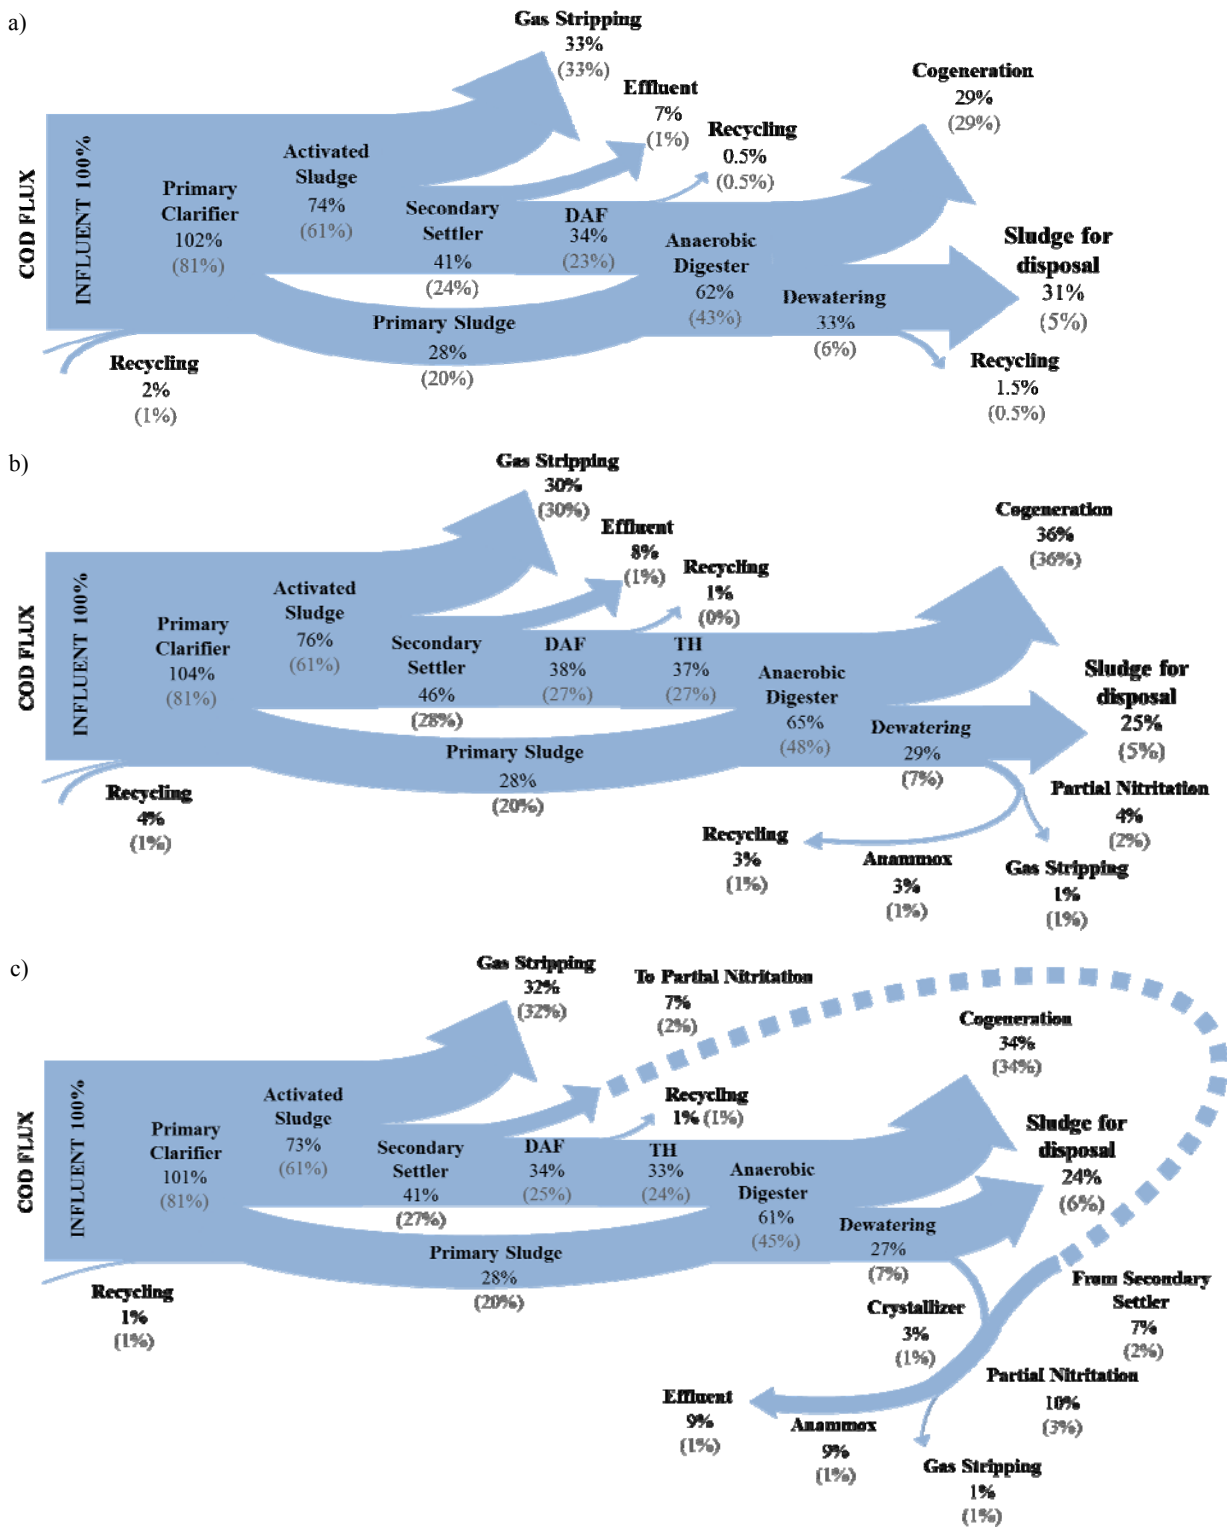 a)
Gas Stripping
33%
(33%)
Effluent
7%
(1%)
Recycling
0.5%
(0.5%)
Cogeneration
29%
(29%)
COD FLUX
INFLUENT 100%
Primary
Clarifier
102%
(81%)
Activated
Sludge
74%
(61%)
Secondary
Settler
41%
(24%)
DAF
34%
(23%)
Anaerobic
Digester
62%
(43%)
Dewatering
33%
(6%)
Sludge for
disposal
31%
(5%)
Primary Sludge
28%
(20%)
Recycling
2%
(1%)
Recycling
1.5%
(0.5%)
b)
Gas Stripping
30%
(30%)
Effluent
8%
(1%)
Recycling
1%
(0%)
Cogeneration
36%
(36%)
COD FLUX
INFLUENT 100%
Primary
Clarifier
104%
(81%)
Activated
Sludge
76%
(61%)
Secondary
Settler
46%
(28%)
DAF
38%
(27%)
TH
37%
(27%)
Anaerobic
Digester
65%
(48%)
Dewatering
29%
(7%)
Sludge for
disposal
25%
(5%)
Primary Sludge
28%
(20%)
Recycling
4%
(1%)
Partial Nitritation
4%
(2%)
Recycling
3%
(1%)
Anammox
3%
(1%)
Gas Stripping
1%
(1%)
c)
Gas Stripping
32%
(32%)
To Partial Nitritation
7%
(2%)
Recycling
1% (1%)
Cogeneration
34%
(34%)
COD FLUX
INFLUENT 100%
Primary
Clarifier
101%
(81%)
Activated
Sludge
73%
(61%)
Secondary
Settler
41%
(27%)
DAF
34%
(25%)
TH
33%
(24%)
Anaerobic
Digester
61%
(45%)
Dewatering
27%
(7%)
Sludge for
disposal
24%
(6%)
Primary Sludge
28%
(20%)
Recycling
1%
(1%)
Crystallizer
3%
(1%)
From Secondary
Settler
7%
(2%)
Partial Nitritation
10%
(3%)
Effluent
9%
(1%)
Anammox
9%
(1%)
Gas Stripping
1%
(1%)